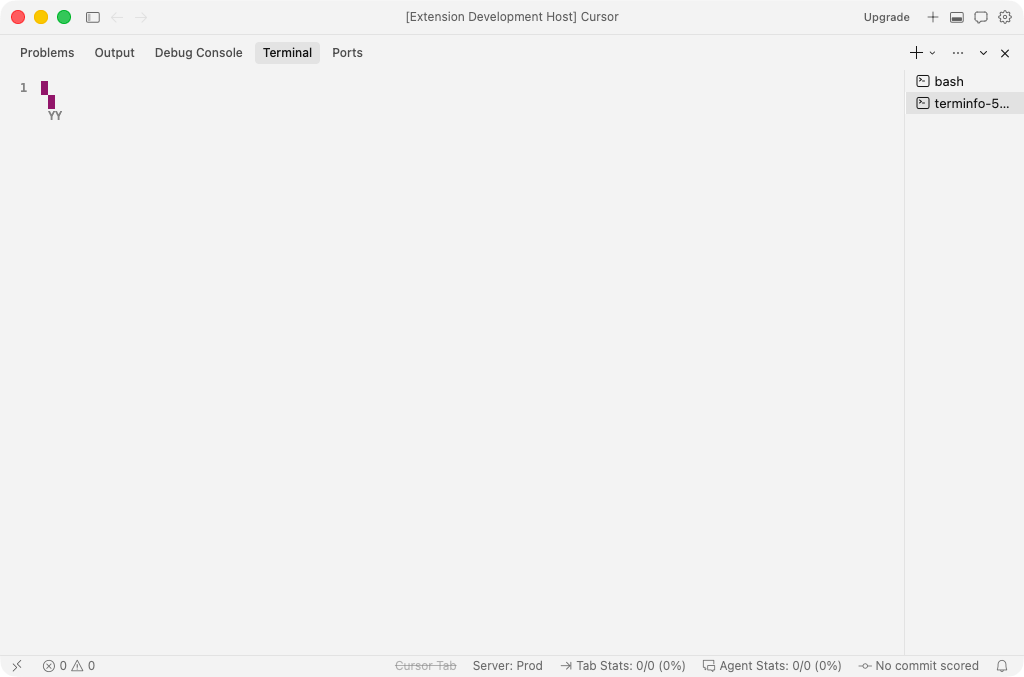 [Extension Development Host] Cursor
Upgrade
Problems Output Debug Console Terminal Ports
1
YY
bash
terminfo-5...
0 0 Cursor Tab Server: Prod Tab Stats: 0/0 (0%) Agent Stats: 0/0 (0%) No commit scored